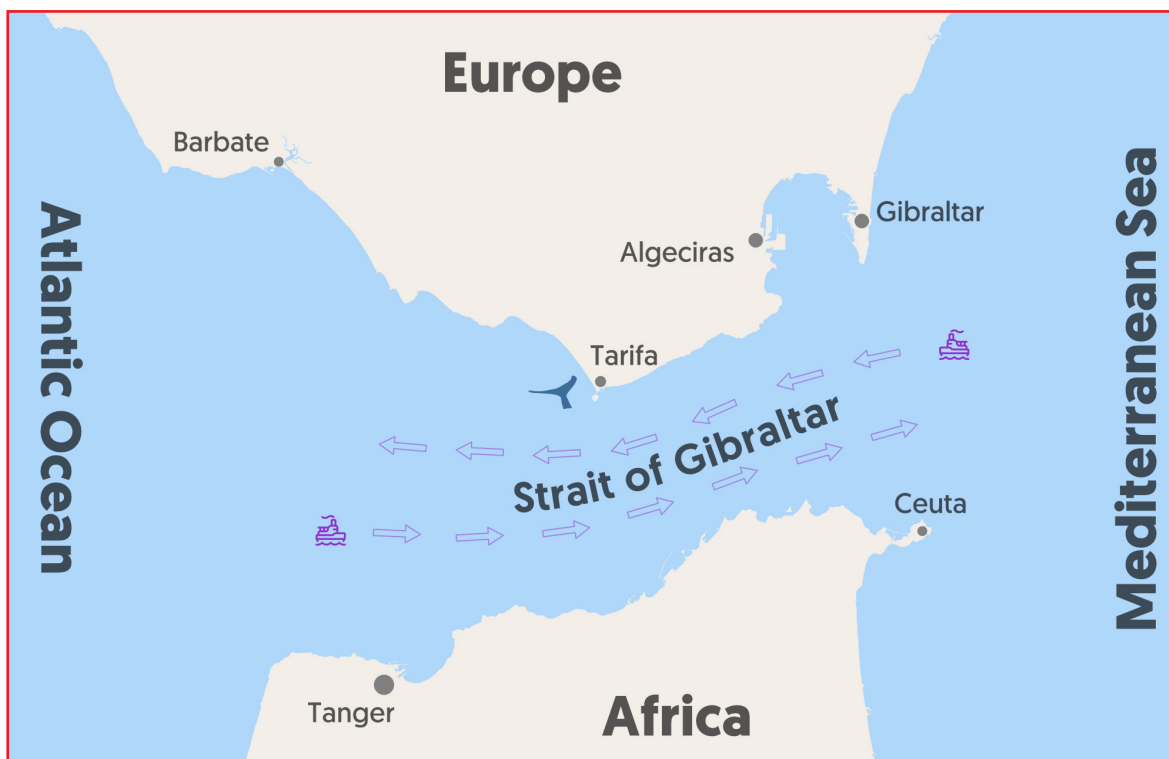 Europe
Barbate
Atlantic Ocean
Mediterranean Sea
Gibraltar
Algeciras
Tarifa
Strait of Gibraltar
Ceuta
Tanger
Africa